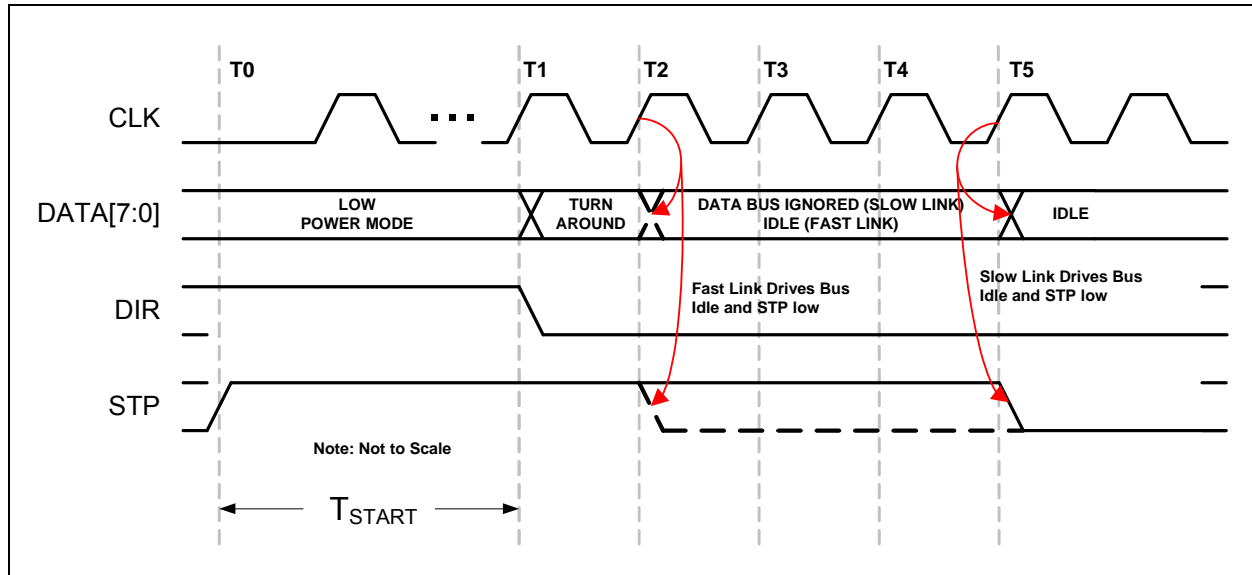 T0 T1 T2 T3 T4 T5
CLK
DATA[7:0]
LOW
POWER MODE
TURN
AROUND
DATA BUS IGNORED (SLOW LINK)
IDLE (FAST LINK)
IDLE
DIR
Fast Link Drives Bus
Idle and STP low
Slow Link Drives Bus
Idle and STP low
STP
Note: Not to Scale
TSTART